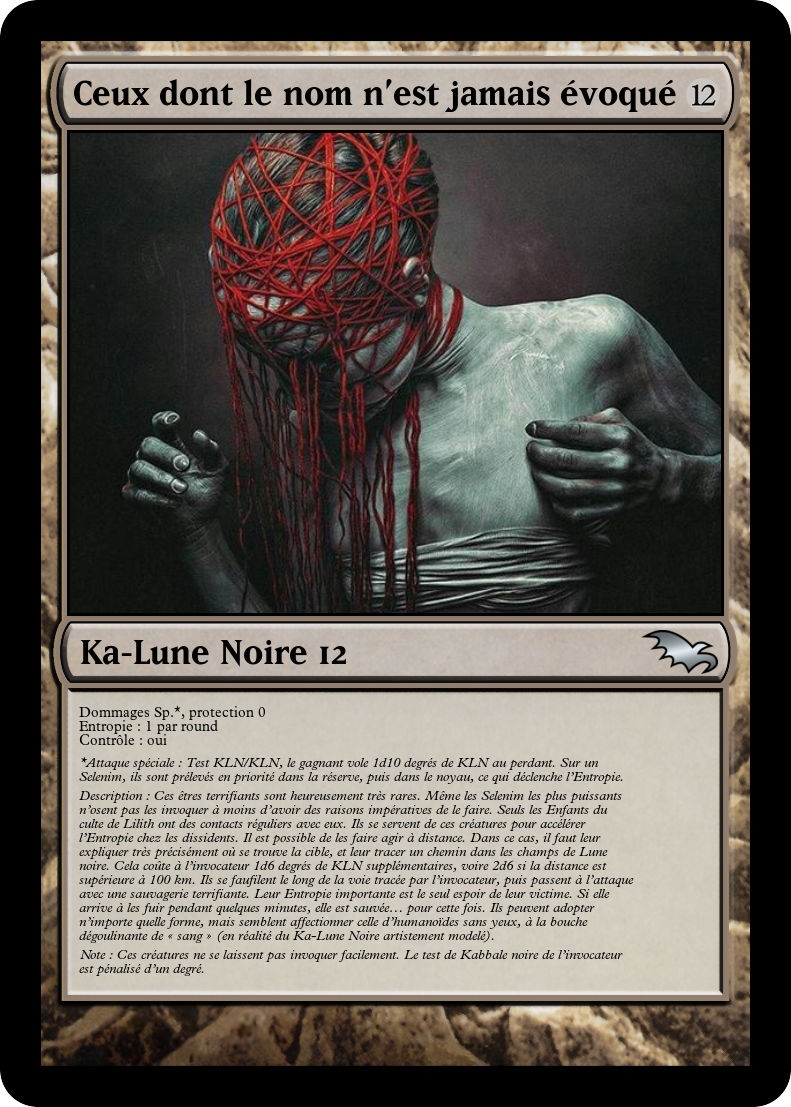 Ceux dont le nom n'est jamais évoqué 12
Ka-Lune Noire 12
Dommages Sp.*, protection 0
Entropie : 1 par round
Contrôle : oui
*Attaque spéciale : Test KLN/KLN, le gagnant vole 1d10 degrés de KLN au perdant. Sur un
Selenim, ils sont prélevés en priorité dans la réserve, puis dans le noyau, ce qui déclenche l'Entropie.
Description : Ces êtres terrifiants sont heureusement très rares. Même les Selenim les plus puissants
n'osent pas les invoquer à moins d'avoir des raisons impératives de le faire. Seuls les Enfants du
culte de Lilith ont des contacts réguliers avec eux. Ils se servent de ces créatures pour accélérer
l'Entropie chez les dissidents. Il est possible de les faire agir à distance. Dans ce cas, il faut leur
expliquer très précisément où se trouve la cible, et leur tracer un chemin dans les champs de Lune
noire. Cela coûte à l'invocateur 1d6 degrés de KLN supplémentaires, voire 2d6 si la distance est
supérieure à 100 km. Ils se faufilent le long de la voie tracée par l'invocateur, puis passent à l'attaque
avec une sauvagerie terrifiante. Leur Entropie importante est le seul espoir de leur victime. Si elle
arrive à les fuir pendant quelques minutes, elle est sauvée… pour cette fois. Ils peuvent adopter
n'importe quelle forme, mais semblent affectionner celle d'humanoïdes sans yeux, à la bouche
dégoulinante de « sang » (en réalité du Ka-Lune Noire artistement modelé).
Note : Ces créatures ne se laissent pas invoquer facilement. Le test de Kabbale noire de l'invocateur
est pénalisé d'un degré.